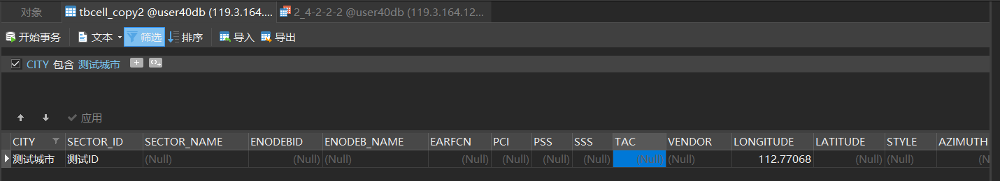 对象 tbcell_copy2 @user40db (119.3.164.... 2_4-2-2-2 @user40db (119.3.164.12...
开始事务 文本 筛选 排序 导入 导出
CITY 包含 测试城市
应用
CITY SECTOR_ID SECTOR_NAME ENODEBID ENODEB_NAME EARFCN PCI PSS SSS TAC VENDOR LONGITUDE LATITUDE STYLE AZIMUTH
测试城市 测试ID (Null) (Null) (Null) (Null) (Null) (Null) (Null) (Null) (Null) 112.77068 (Null) (Null) (N